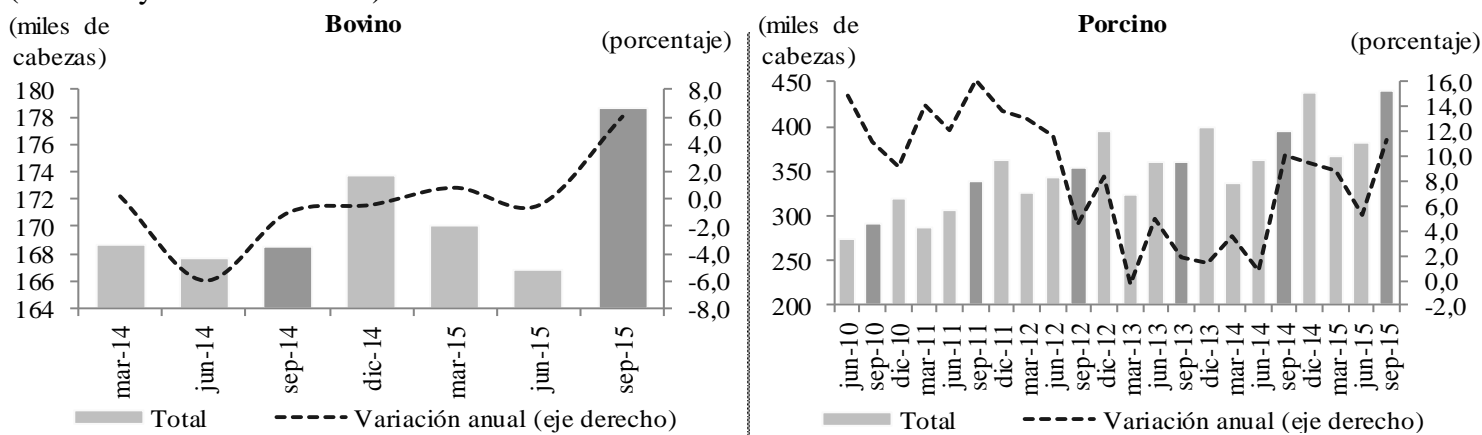 (miles de
cabezas)
Bovino
(porcentaje)
180
178
176
174
172
170
168
166
164
8,0
6,0
4,0
2,0
0,0
-2,0
-4,0
-6,0
-8,0
mar-14
jun-14
sep-14
dic-14
mar-15
jun-15
sep-15
Total
Variación anual (eje derecho)
(miles de
cabezas)
Porcino
(porcentaje)
450
400
350
300
250
200
16,0
14,0
12,0
10,0
8,0
6,0
4,0
2,0
0,0
-2,0
jun-10
sep-10
dic-10
mar-11
jun-11
sep-11
dic-11
mar-12
jun-12
sep-12
dic-12
mar-13
jun-13
sep-13
dic-13
mar-14
jun-14
sep-14
dic-14
mar-15
jun-15
sep-15
Total
Variación anual (eje derecho)